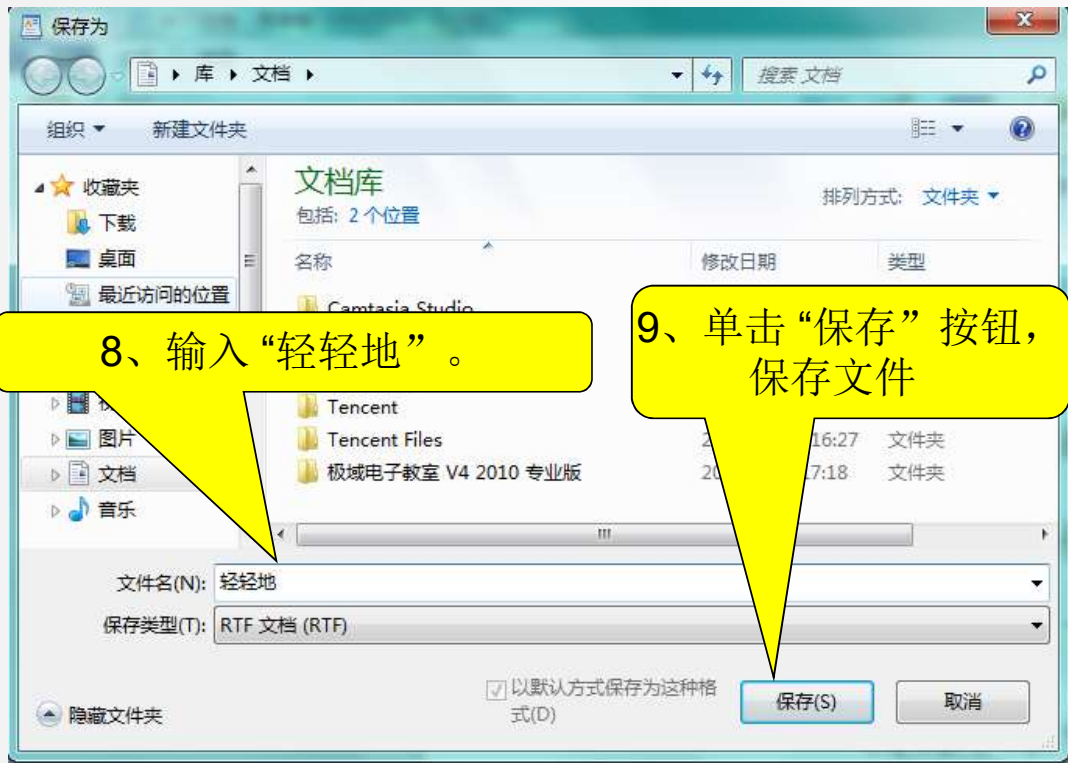 保存为
库 文档
搜索 文档
组织 新建文件夹
收藏夹
下载
桌面
最近访问的位置
文档库
包括: 2 个位置
排列方式: 文件夹
名称 修改日期 类型
Camtasia Studio
8、输入“轻轻地”。
9、单击“保存”按钮，
保存文件
Tencent
图片 Tencent Files 16:27 文件夹
文档 极域电子教室 V4 2010 专业版 文件夹
音乐
文件名(N): 轻轻地
保存类型(T): RTF 文档 (RTF)
以默认方式保存为这种格
式(D)
保存(S) 取消
隐藏文件夹